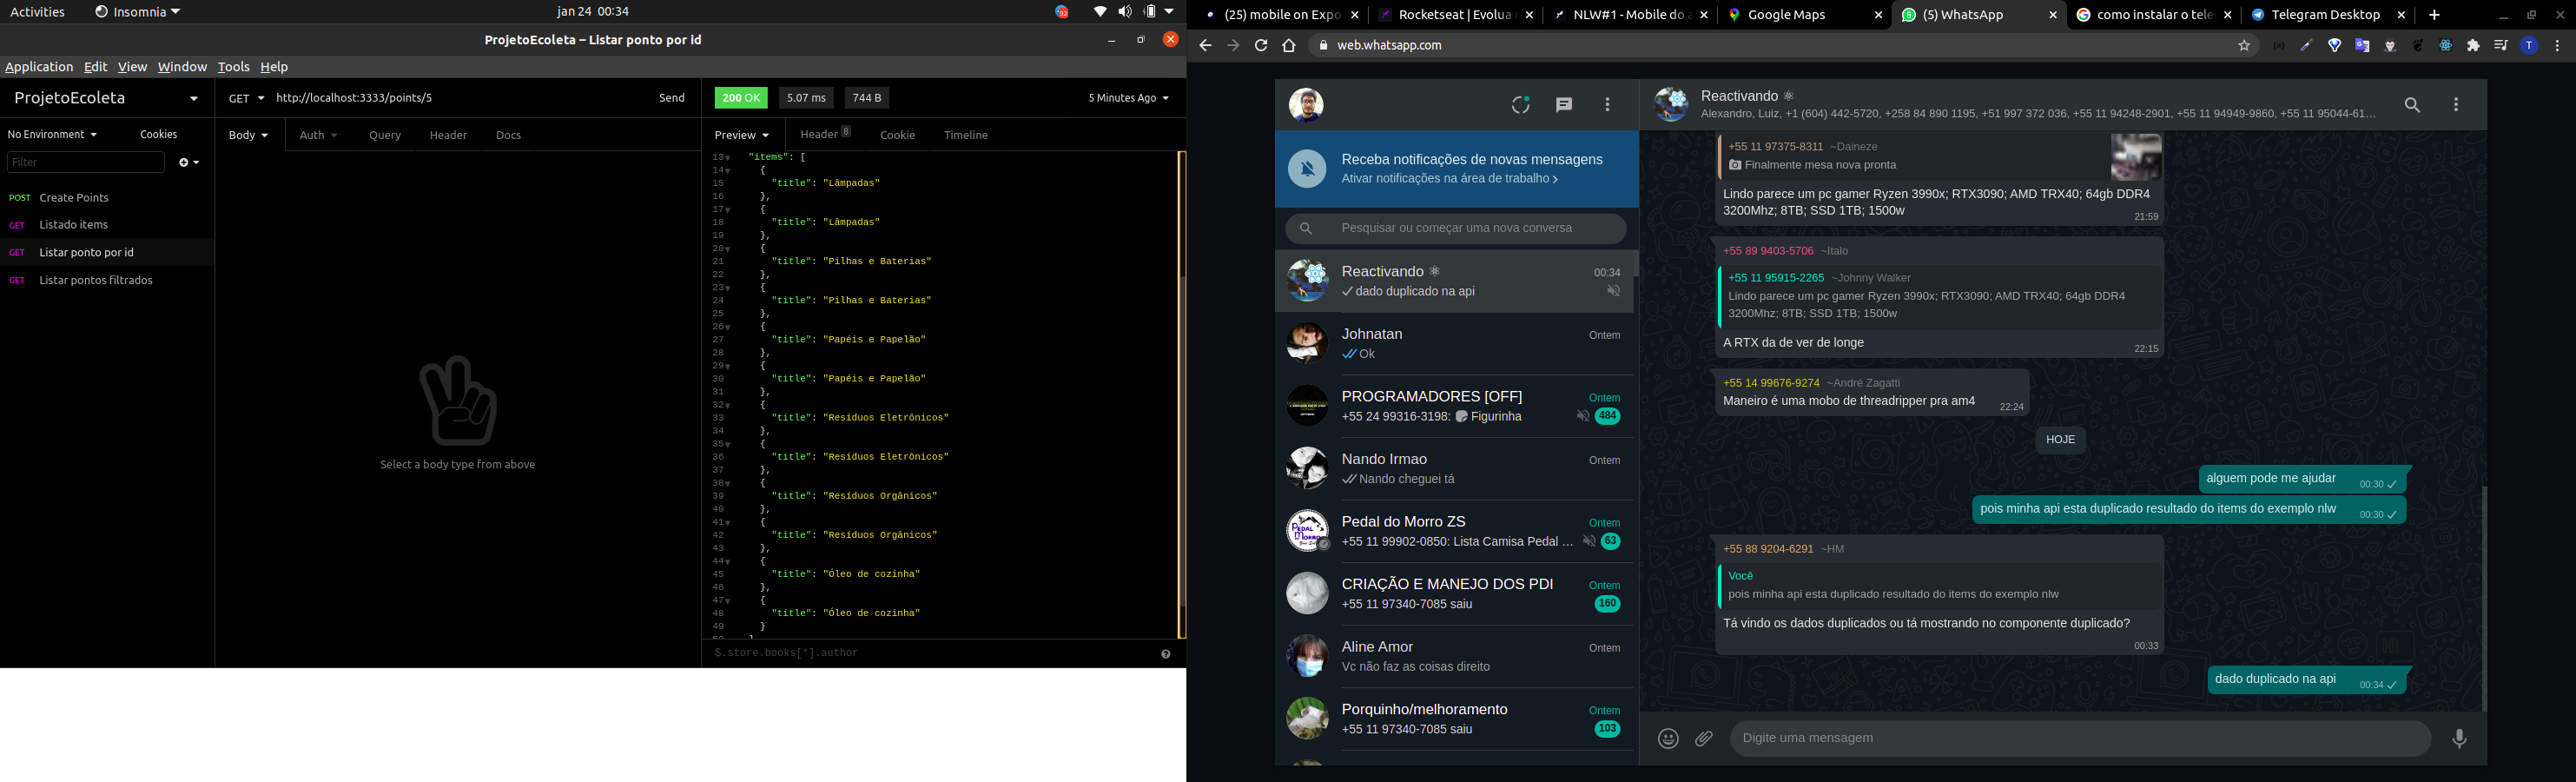 Activities
Insomnia
jan 24 00:34
92
ProjetoEcoleta – Listar ponto por id
Application Edit View Window Tools Help
ProjetoEcoleta
GET http://localhost:3333/points/5 Send
200 OK 5.07 ms 744 B 5 Minutes Ago
No Environment Cookies
Body Auth Query Header Docs
Preview Header 8 Cookie Timeline
Filter
POST Create Points
GET Listado items
GET Listar ponto por id
GET Listar pontos filtrados
Select a body type from above
13 "items": [
14 {
15 "title": "Lâmpadas"
16 },
17 {
18 "title": "Lâmpadas"
19 },
20 {
21 "title": "Pilhas e Baterias"
22 },
23 {
24 "title": "Pilhas e Baterias"
25 },
26 {
27 "title": "Papéis e Papelão"
28 },
29 {
30 "title": "Papéis e Papelão"
31 },
32 {
33 "title": "Resíduos Eletrônicos"
34 },
35 {
36 "title": "Resíduos Eletrônicos"
37 },
38 {
39 "title": "Resíduos Orgânicos"
40 },
41 {
42 "title": "Resíduos Orgânicos"
43 },
44 {
45 "title": "Óleo de cozinha"
46 },
47 {
48 "title": "Óleo de cozinha"
49 }
$.store.books[*].author
(25) mobile on Expo
Rocketseat | Evolua
NLW#1 - Mobile do a
Google Maps
(5) WhatsApp
como instalar o tele
Telegram Desktop
web.whatsapp.com
T
Receba notificações de novas mensagens
Ativar notificações na área de trabalho
Pesquisar ou começar uma nova conversa
Reactivando ⚛ 00:34
dado duplicado na api
Johnatan Ontem
Ok
PROGRAMADORES [OFF] Ontem
+55 24 99316-3198: Figurinha 484
Nando Irmao Ontem
Nando cheguei tá
Pedal do Morro ZS Ontem
+55 11 99902-0850: Lista Camisa Pedal ... 63
CRIAÇÃO E MANEJO DOS PDI Ontem
+55 11 97340-7085 saiu 160
Aline Amor Ontem
Vc não faz as coisas direito
Porquinho/melhoramento Ontem
+55 11 97340-7085 saiu 103
Reactivando ⚛
Alexandro, Luiz, +1 (604) 442-5720, +258 84 890 1195, +51 997 372 036, +55 11 94248-2901, +55 11 94949-9860, +55 11 95044-61...
+55 11 97375-8311 ~Daineze
Finalmente mesa nova pronta
Lindo parece um pc gamer Ryzen 3990x; RTX3090; AMD TRX40; 64gb DDR4
3200Mhz; 8TB; SSD 1TB; 1500w
21:59
+55 89 9403-5706 ~Italo
+55 11 95915-2265 ~Johnny Walker
Lindo parece um pc gamer Ryzen 3990x; RTX3090; AMD TRX40; 64gb DDR4
3200Mhz; 8TB; SSD 1TB; 1500w
A RTX da de ver de longe
22:15
+55 14 99676-9274 ~André Zagatti
Maneiro é uma mobo de threadripper pra am4
22:24
HOJE
alguem pode me ajudar 00:30
pois minha api esta duplicado resultado do items do exemplo nlw 00:30
+55 88 9204-6291 ~HM
Você
pois minha api esta duplicado resultado do items do exemplo nlw
Tá vindo os dados duplicados ou tá mostrando no componente duplicado?
00:33
dado duplicado na api 00:34
Digite uma mensagem